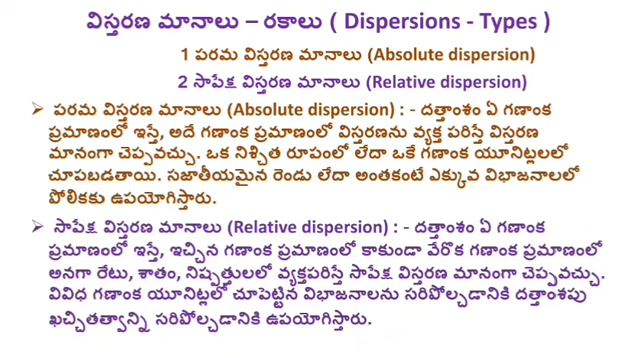 విస్తరణ మానాలు – రకాలు ( Dispersions - Types )
1 పరమ విస్తరణ మానాలు (Absolute dispersion)
2 సాపేక్ష విస్తరణ మానాలు (Relative dispersion)
➢ పరమ విస్తరణ మానాలు (Absolute dispersion) : - దత్తాంశం ఏ గణాంక
ప్రమాణంలో ఇస్తే, అదే గణాంక ప్రమాణంలో విస్తరణను వ్యక్త పరిస్తే విస్తరణ
మానంగా చెప్పవచ్చు. ఒక నిశ్చిత రూపంలో లేదా ఒకే గణాంక యూనిట్లలలో
చూపబడతాయి. సజాతీయమైన రెండు లేదా అంతకంటే ఎక్కువ విభాజనాలలో
పోలికకు ఉపయోగిస్తారు.
➢ సాపేక్ష విస్తరణ మానాలు (Relative dispersion) : - దత్తాంశం ఏ గణాంక
ప్రమాణంలో ఇస్తే, ఇచ్చిన గణాంక ప్రమాణంలో కాకుండా వేరొక గణాంక ప్రమాణంలో
అనగా రేటు, శాతం, నిష్పత్తులలో వ్యక్తపరిస్తే సాపేక్ష విస్తరణ మానంగా చెప్పవచ్చు.
వివిధ గణాంక యూనిట్లలో చూపెట్టిన విభాజనాలను సరిపోల్చడానికి దత్తాంశపు
ఖచ్చితత్వాన్ని సరిపోల్చడానికి ఉపయోగిస్తారు.